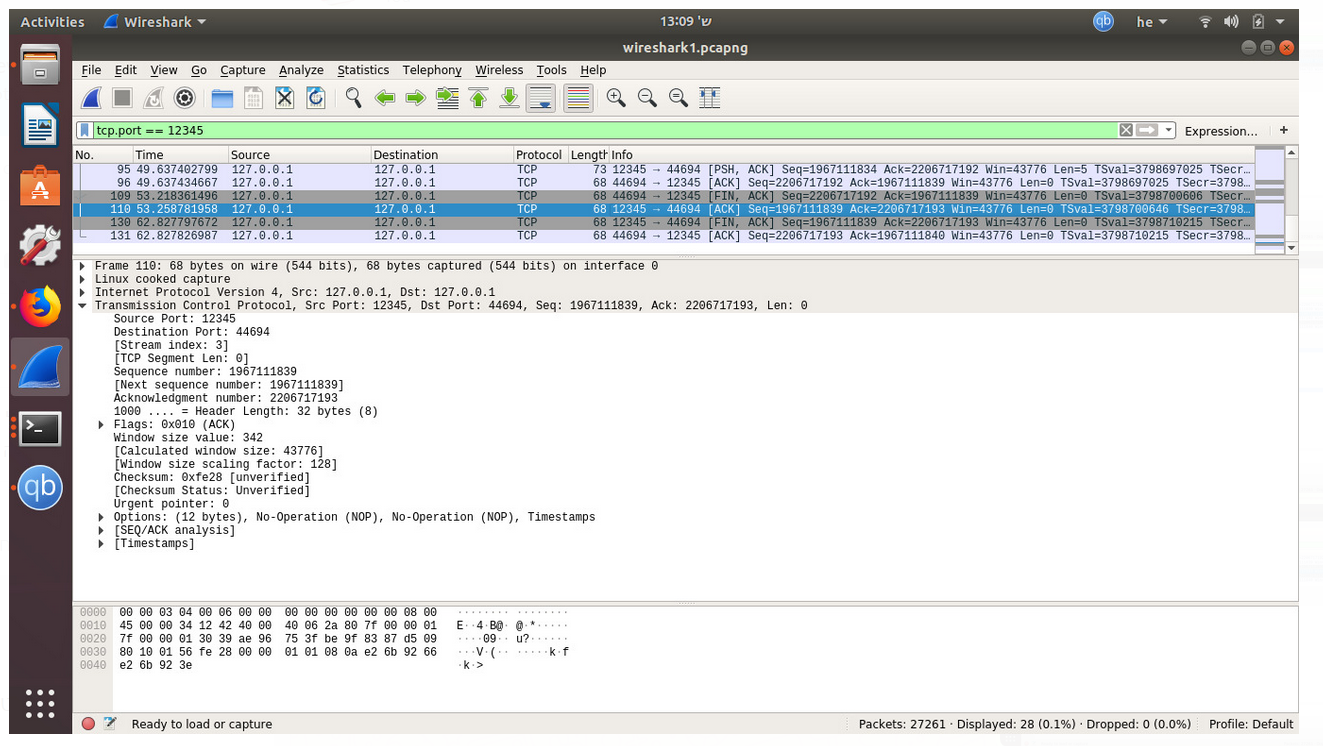 Activities Wireshark 13:09 'ש he
wireshark1.pcapng
File Edit View Go Capture Analyze Statistics Telephony Wireless Tools Help
tcp.port == 12345 Expression… +
No. Time Source Destination Protocol Length Info
95 49.637402799 127.0.0.1 127.0.0.1 TCP 73 12345 → 44694 [PSH, ACK] Seq=1967111834 Ack=2206717192 Win=43776 Len=5 TSval=3798697025 TSecr…
96 49.637434667 127.0.0.1 127.0.0.1 TCP 68 44694 → 12345 [ACK] Seq=2206717192 Ack=1967111839 Win=43776 Len=0 TSval=3798697025 TSecr=3798…
109 53.218361496 127.0.0.1 127.0.0.1 TCP 68 44694 → 12345 [FIN, ACK] Seq=2206717192 Ack=1967111839 Win=43776 Len=0 TSval=3798700606 TSecr…
110 53.258781958 127.0.0.1 127.0.0.1 TCP 68 12345 → 44694 [ACK] Seq=1967111839 Ack=2206717193 Win=43776 Len=0 TSval=3798700646 TSecr=3798…
130 62.827797672 127.0.0.1 127.0.0.1 TCP 68 12345 → 44694 [FIN, ACK] Seq=1967111839 Ack=2206717193 Win=43776 Len=0 TSval=3798710215 TSecr…
131 62.827826987 127.0.0.1 127.0.0.1 TCP 68 44694 → 12345 [ACK] Seq=2206717193 Ack=1967111840 Win=43776 Len=0 TSval=3798710215 TSecr=3798…
Frame 110: 68 bytes on wire (544 bits), 68 bytes captured (544 bits) on interface 0
Linux cooked capture
Internet Protocol Version 4, Src: 127.0.0.1, Dst: 127.0.0.1
Transmission Control Protocol, Src Port: 12345, Dst Port: 44694, Seq: 1967111839, Ack: 2206717193, Len: 0
Source Port: 12345
Destination Port: 44694
[Stream index: 3]
[TCP Segment Len: 0]
Sequence number: 1967111839
[Next sequence number: 1967111839]
Acknowledgment number: 2206717193
1000 .... = Header Length: 32 bytes (8)
Flags: 0x010 (ACK)
Window size value: 342
[Calculated window size: 43776]
[Window size scaling factor: 128]
Checksum: 0xfe28 [unverified]
[Checksum Status: Unverified]
Urgent pointer: 0
Options: (12 bytes), No-Operation (NOP), No-Operation (NOP), Timestamps
[SEQ/ACK analysis]
[Timestamps]
0000 00 00 03 04 00 06 00 00 00 00 00 00 00 00 08 00 ········ ········
0010 45 00 00 34 12 42 40 00 40 06 2a 80 7f 00 00 01 E··4·B@· @·*·····
0020 7f 00 00 01 30 39 ae 96 75 3f be 9f 83 87 d5 09 ····09·· u?······
0030 80 10 01 56 fe 28 00 00 01 01 08 0a e2 6b 92 66 ···V·(·· ·····k·f
0040 e2 6b 92 3e ·k·>
Ready to load or capture Packets: 27261 · Displayed: 28 (0.1%) · Dropped: 0 (0.0%) Profile: Default